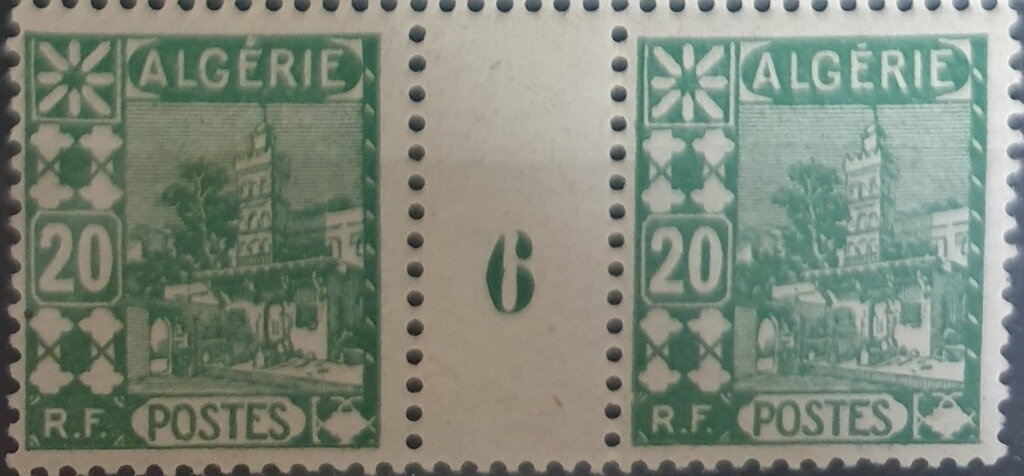 ALGÉRIE
20
R.F. POSTES
6
ALGÉRIE
20
R.F. POSTES